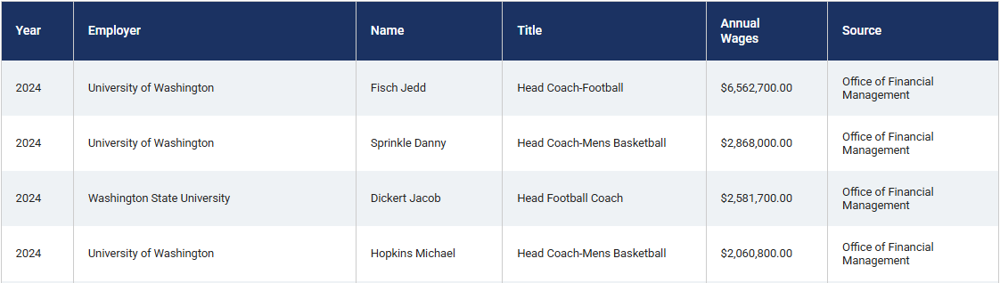 Year Employer Name Title Annual Wages Source
2024 University of Washington Fisch Jedd Head Coach-Football $6,562,700.00 Office of Financial Management
2024 University of Washington Sprinkle Danny Head Coach-Mens Basketball $2,868,000.00 Office of Financial Management
2024 Washington State University Dickert Jacob Head Football Coach $2,581,700.00 Office of Financial Management
2024 University of Washington Hopkins Michael Head Coach-Mens Basketball $2,060,800.00 Office of Financial Management